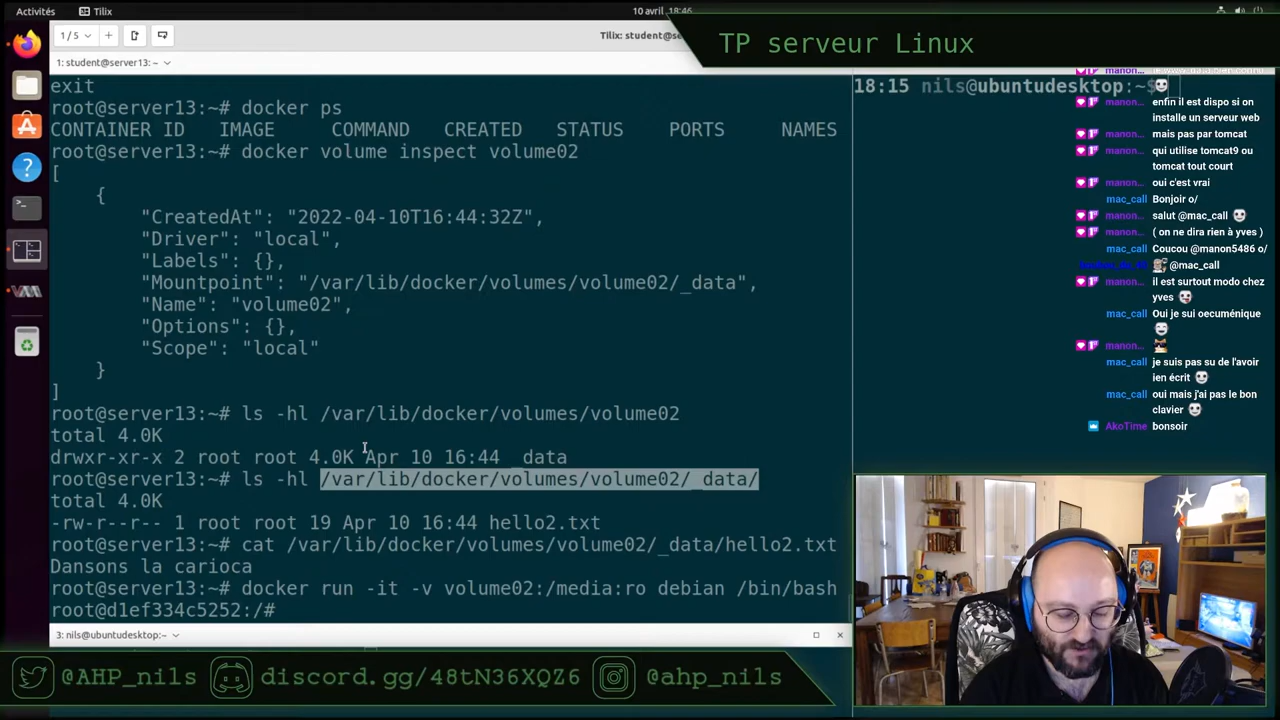 Activités
Tilix
10 avril 18:46
TP serveur Linux
1 / 5
Tilix: student@se
1: student@server13: ~
exit
root@server13:~# docker ps
CONTAINER ID   IMAGE     COMMAND   CREATED   STATUS    PORTS     NAMES
root@server13:~# docker volume inspect volume02
[
    {
        "CreatedAt": "2022-04-10T16:44:32Z",
        "Driver": "local",
        "Labels": {},
        "Mountpoint": "/var/lib/docker/volumes/volume02/_data",
        "Name": "volume02",
        "Options": {},
        "Scope": "local"
    }
]
root@server13:~# ls -hl /var/lib/docker/volumes/volume02
total 4.0K
drwxr-xr-x 2 root root 4.0K Apr 10 16:44 _data
root@server13:~# ls -hl /var/lib/docker/volumes/volume02/_data/
total 4.0K
-rw-r--r-- 1 root root 19 Apr 10 16:44 hello2.txt
root@server13:~# cat /var/lib/docker/volumes/volume02/_data/hello2.txt
Dansons la carioca
root@server13:~# docker run -it -v volume02:/media:ro debian /bin/bash
root@d1ef334c5252:/#
3: nils@ubuntudesktop: ~
18:15 nils@ubuntudesktop:~$
manon...
enfin il est dispo si on
installe un serveur web
manon... mais pas par tomcat
manon... qui utilise tomcat9 ou
tomcat tout court
manon... oui c'est vrai
mac_call Bonjoir o/
manon... salut @mac_call
manon... ( on ne dira rien à yves )
mac_call Coucou @manon5486 o/
@mac_call
manon... il est surtout modo chez
yves
mac_call Oui je sui oecuménique
manon...
mac_call je suis pas su de l'avoir
ien écrit
mac_call oui mais j'ai pas le bon
clavier
AkoTime bonsoir
@AHP_nils
discord.gg/48tN36XQZ6
@ahp_nils